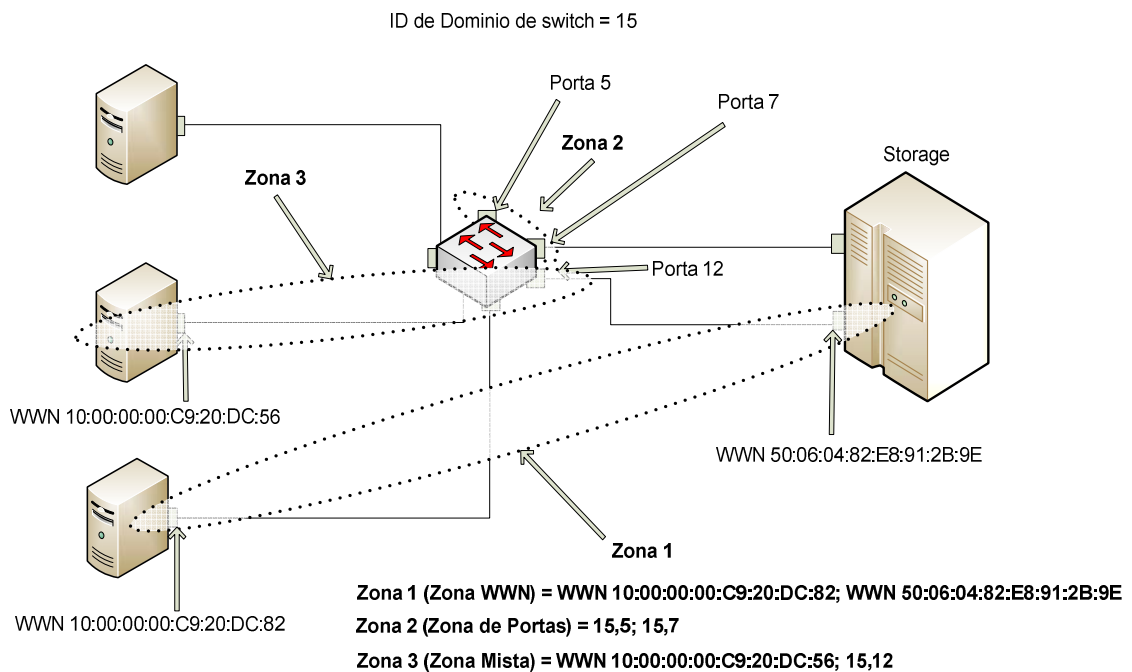 ID de Dominio de switch = 15
Porta 5
Porta 7
Zona 2
Storage
Zona 3
Porta 12
WWN 10:00:00:00:C9:20:DC:56
WWN 50:06:04:82:E8:91:2B:9E
Zona 1
Zona 1 (Zona WWN) = WWN 10:00:00:00:C9:20:DC:82; WWN 50:06:04:82:E8:91:2B:9E
WWN 10:00:00:00:C9:20:DC:82
Zona 2 (Zona de Portas) = 15,5; 15,7
Zona 3 (Zona Mista) = WWN 10:00:00:00:C9:20:DC:56; 15,12